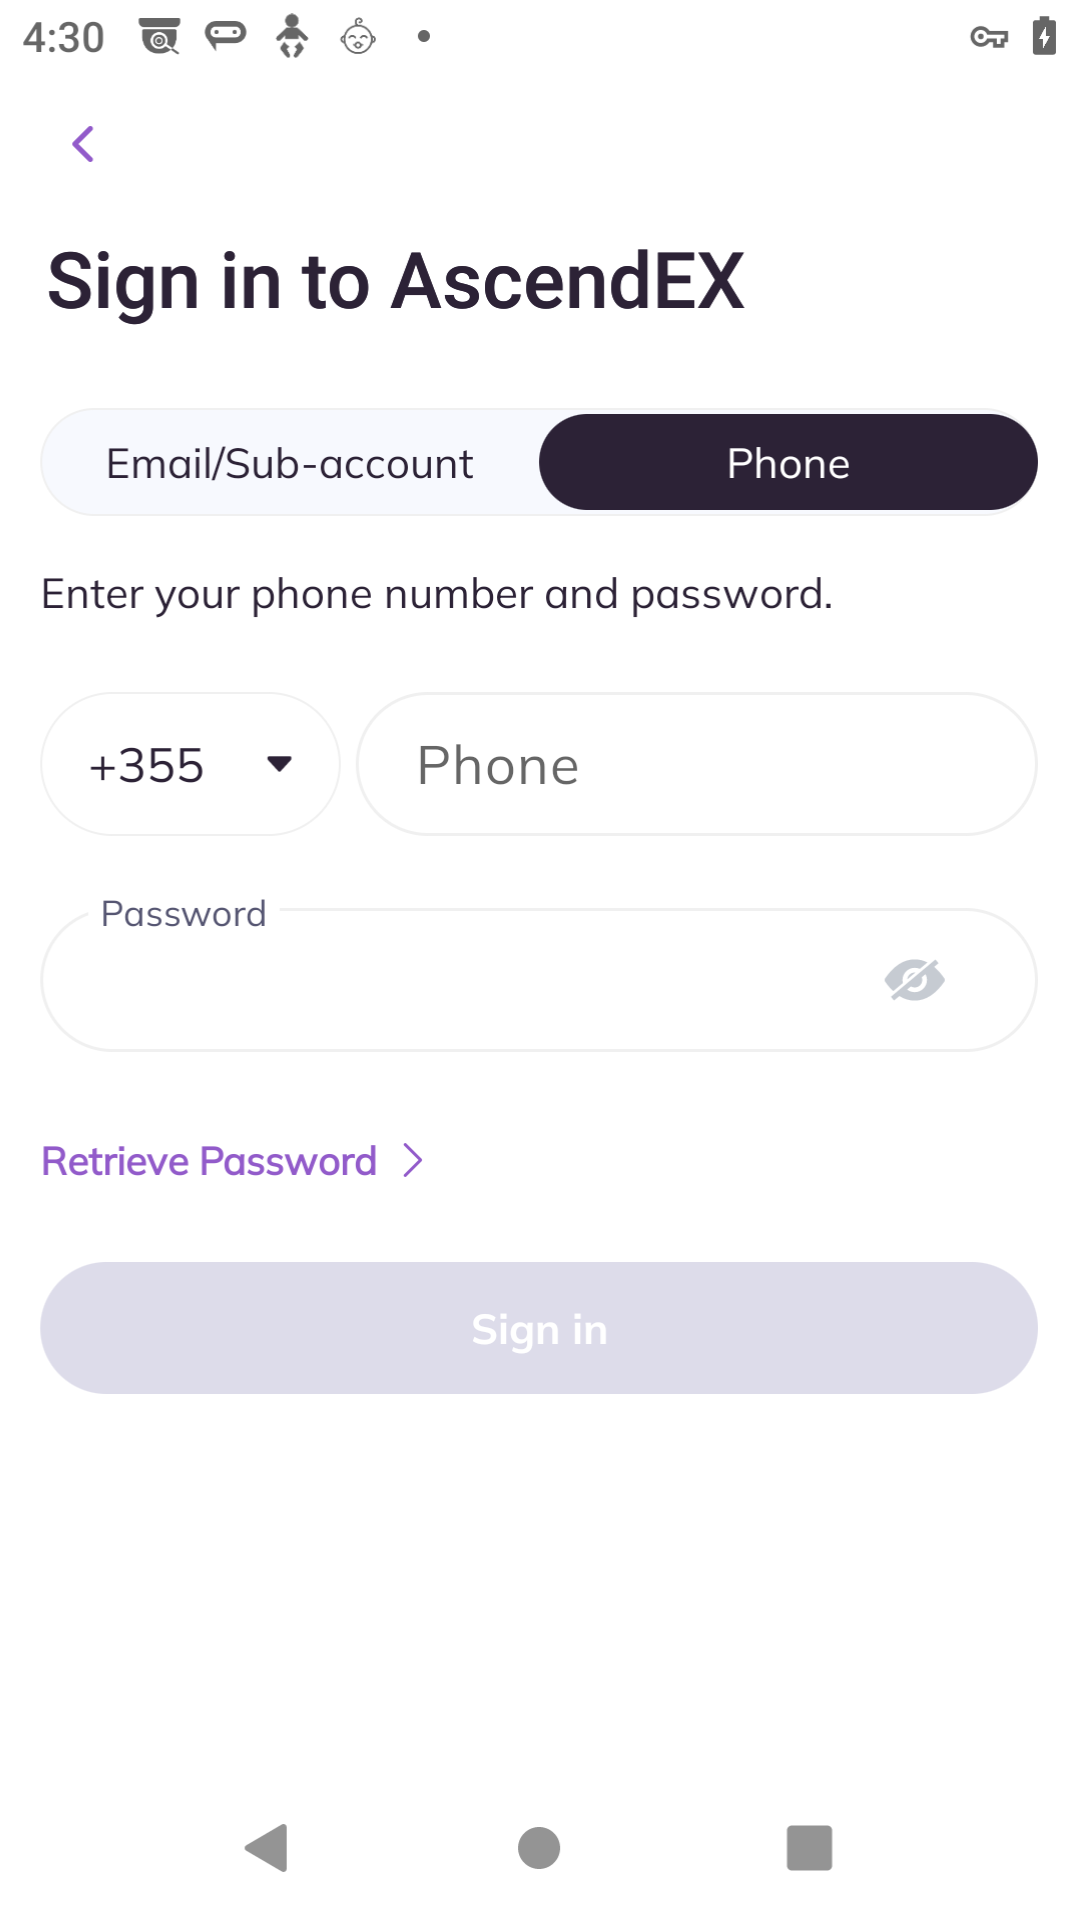 4:30
Sign in to AscendEX
Email/Sub-account
Phone
Enter your phone number and password.
+355
Phone
Password
Retrieve Password
Sign in